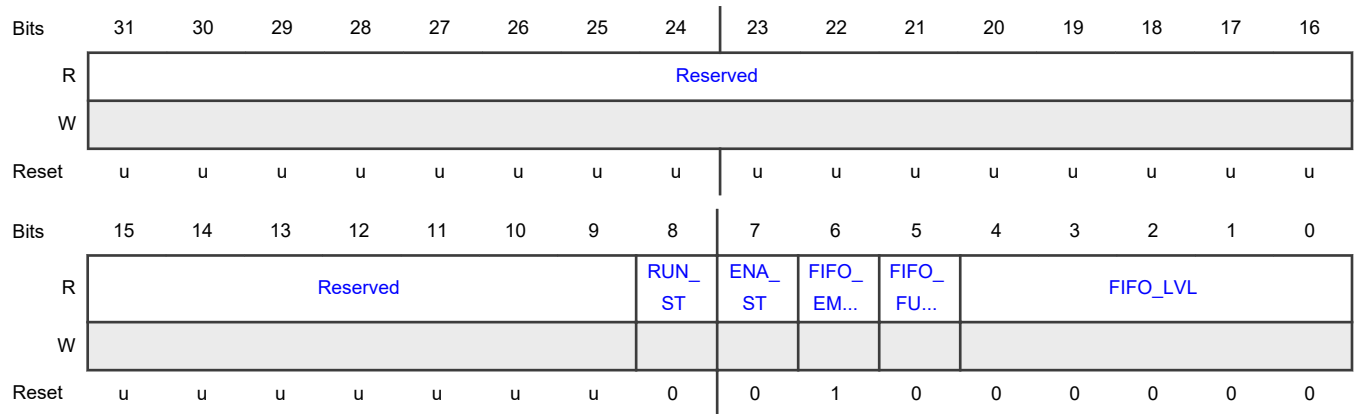 Bits 31 30 29 28 27 26 25 24 23 22 21 20 19 18 17 16
R Reserved
W
Reset u u u u u u u u u u u u u u u u
Bits 15 14 13 12 11 10 9 8 7 6 5 4 3 2 1 0
R Reserved RUN_ ST ENA_ ST FIFO_ EM... FIFO_ FU... FIFO_LVL
W
Reset u u u u u u u 0 0 1 0 0 0 0 0 0